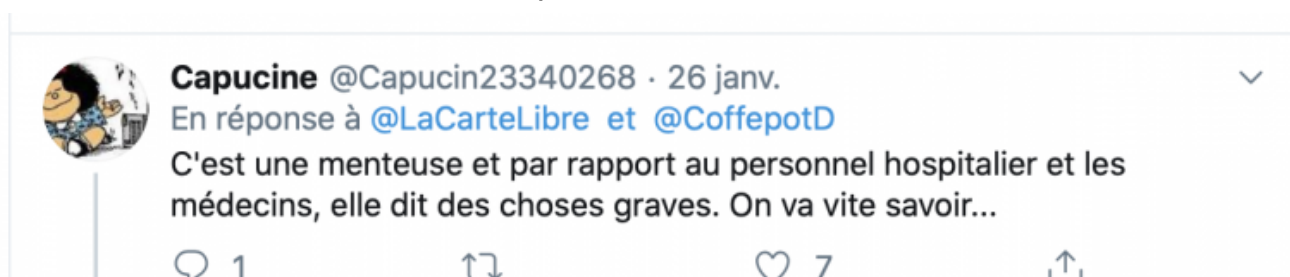 Capucine @Capucin23340268 · 26 janv.
En réponse à @LaCarteLibre et @CoffepotD
C'est une menteuse et par rapport au personnel hospitalier et les
médecins, elle dit des choses graves. On va vite savoir...
1 7